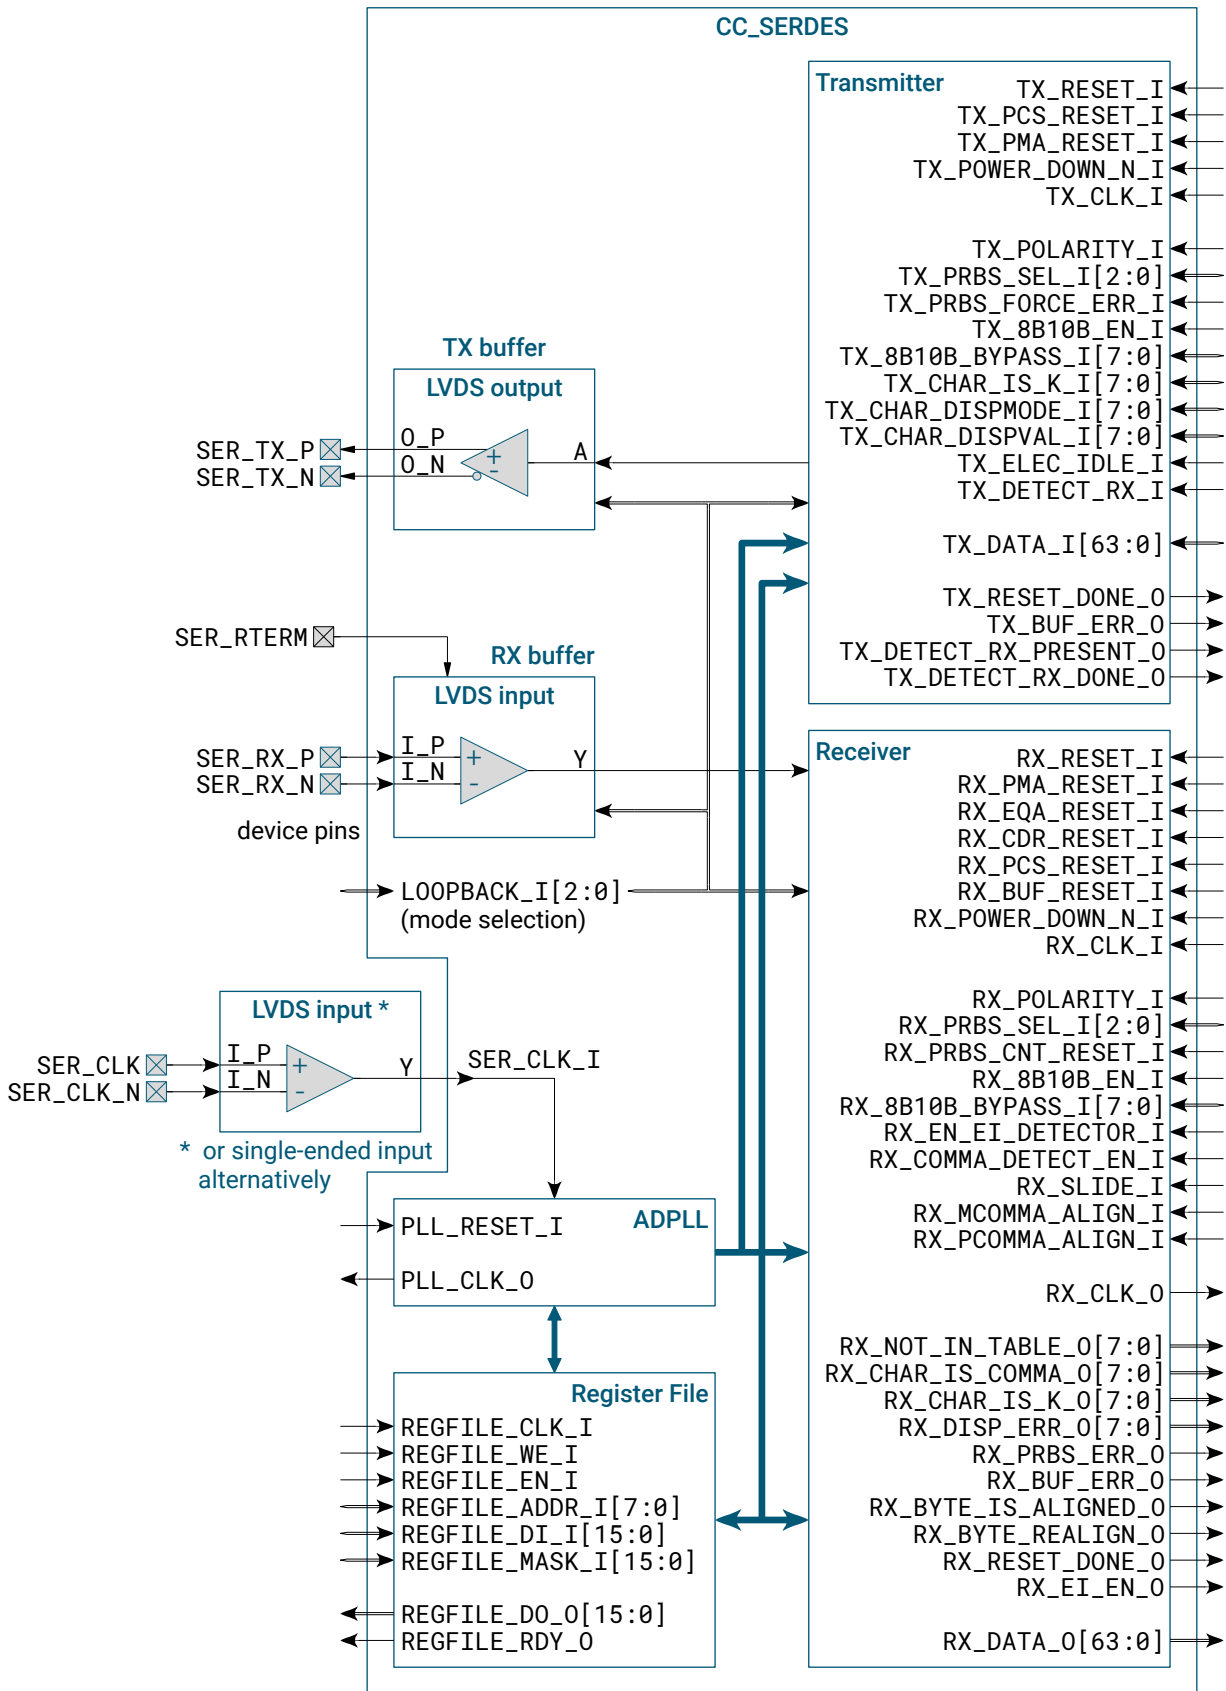 CC_SERDES
Transmitter
TX_RESET_I
TX_PCS_RESET_I
TX_PMA_RESET_I
TX_POWER_DOWN_N_I
TX_CLK_I
TX_POLARITY_I
TX_PRBS_SEL_I[2:0]
TX_PRBS_FORCE_ERR_I
TX_8B10B_EN_I
TX_8B10B_BYPASS_I[7:0]
TX_CHAR_IS_K_I[7:0]
TX_CHAR_DISPMODE_I[7:0]
TX_CHAR_DISPVAL_I[7:0]
TX_ELEC_IDLE_I
TX_DETECT_RX_I
TX_DATA_I[63:0]
TX_RESET_DONE_O
TX_BUF_ERR_O
TX_DETECT_RX_PRESENT_O
TX_DETECT_RX_DONE_O
TX buffer
LVDS output
SER_TX_P
O_P
+
A
SER_TX_N
O_N
-
SER_RTERM
RX buffer
LVDS input
SER_RX_P
I_P
+
Y
SER_RX_N
I_N
-
device pins
LOOPBACK_I[2:0]
(mode selection)
LVDS input *
SER_CLK
I_P
+
Y
SER_CLK_I
SER_CLK_N
I_N
-
* or single-ended input
alternatively
ADPLL
PLL_RESET_I
PLL_CLK_O
Register File
REGFILE_CLK_I
REGFILE_WE_I
REGFILE_EN_I
REGFILE_ADDR_I[7:0]
REGFILE_DI_I[15:0]
REGFILE_MASK_I[15:0]
REGFILE_DO_O[15:0]
REGFILE_RDY_O
Receiver
RX_RESET_I
RX_PMA_RESET_I
RX_EQA_RESET_I
RX_CDR_RESET_I
RX_PCS_RESET_I
RX_BUF_RESET_I
RX_POWER_DOWN_N_I
RX_CLK_I
RX_POLARITY_I
RX_PRBS_SEL_I[2:0]
RX_PRBS_CNT_RESET_I
RX_8B10B_EN_I
RX_8B10B_BYPASS_I[7:0]
RX_EN_EI_DETECTOR_I
RX_COMMA_DETECT_EN_I
RX_SLIDE_I
RX_MCOMMA_ALIGN_I
RX_PCOMMA_ALIGN_I
RX_CLK_O
RX_NOT_IN_TABLE_O[7:0]
RX_CHAR_IS_COMMA_O[7:0]
RX_CHAR_IS_K_O[7:0]
RX_DISP_ERR_O[7:0]
RX_PRBS_ERR_O
RX_BUF_ERR_O
RX_BYTE_IS_ALIGNED_O
RX_BYTE_REALIGN_O
RX_RESET_DONE_O
RX_EI_EN_O
RX_DATA_O[63:0]